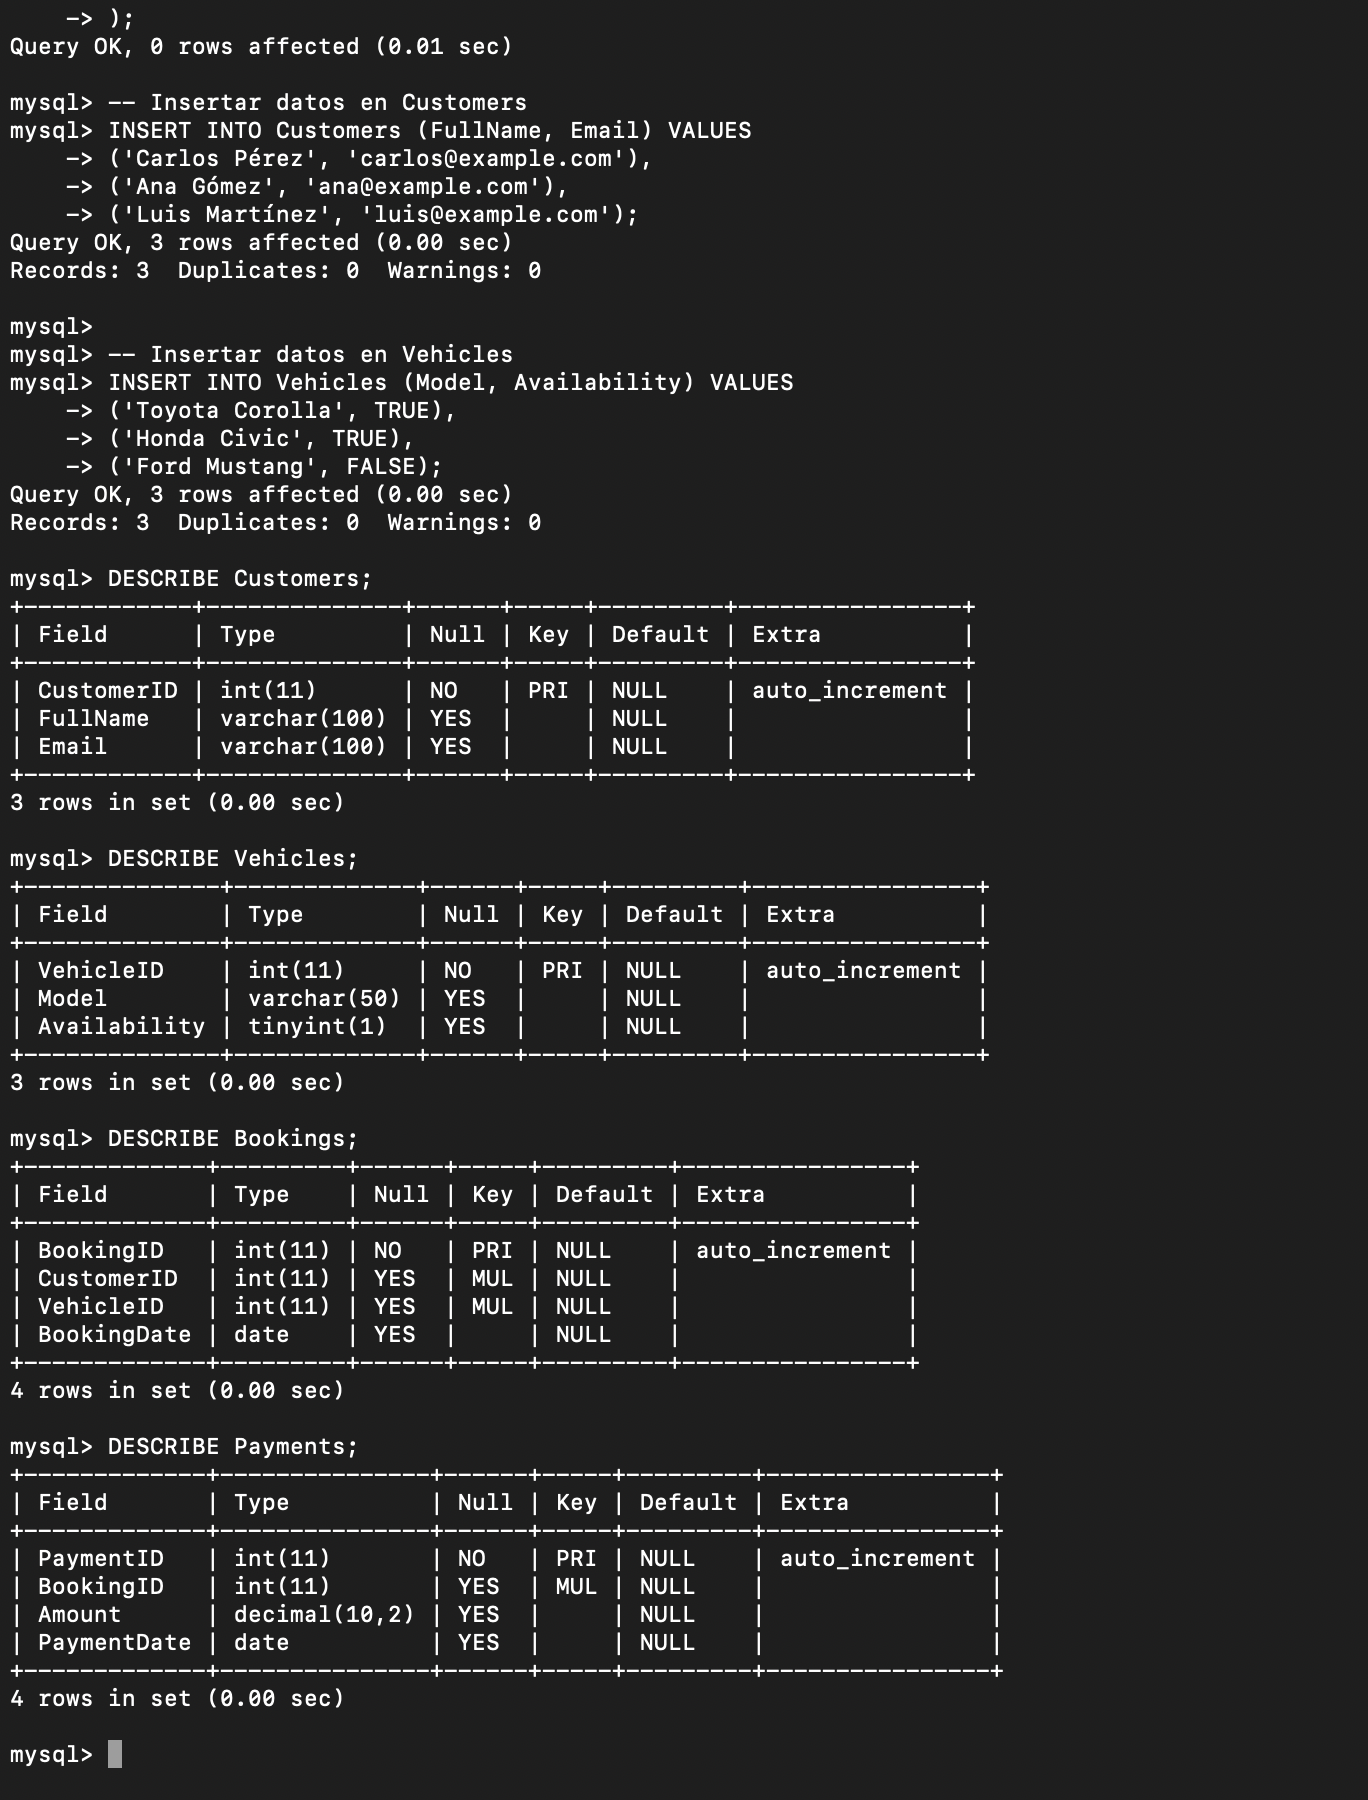 -> );
Query OK, 0 rows affected (0.01 sec)

mysql> -- Insertar datos en Customers
mysql> INSERT INTO Customers (FullName, Email) VALUES
    -> ('Carlos Pérez', 'carlos@example.com'),
    -> ('Ana Gómez', 'ana@example.com'),
    -> ('Luis Martínez', 'luis@example.com');
Query OK, 3 rows affected (0.00 sec)
Records: 3  Duplicates: 0  Warnings: 0

mysql>
mysql> -- Insertar datos en Vehicles
mysql> INSERT INTO Vehicles (Model, Availability) VALUES
    -> ('Toyota Corolla', TRUE),
    -> ('Honda Civic', TRUE),
    -> ('Ford Mustang', FALSE);
Query OK, 3 rows affected (0.00 sec)
Records: 3  Duplicates: 0  Warnings: 0

mysql> DESCRIBE Customers;
+------------+--------------+------+-----+---------+----------------+
| Field      | Type         | Null | Key | Default | Extra          |
+------------+--------------+------+-----+---------+----------------+
| CustomerID | int(11)      | NO   | PRI | NULL    | auto_increment |
| FullName   | varchar(100) | YES  |     | NULL    |                |
| Email      | varchar(100) | YES  |     | NULL    |                |
+------------+--------------+------+-----+---------+----------------+
3 rows in set (0.00 sec)

mysql> DESCRIBE Vehicles;
+--------------+-------------+------+-----+---------+----------------+
| Field        | Type        | Null | Key | Default | Extra          |
+--------------+-------------+------+-----+---------+----------------+
| VehicleID    | int(11)     | NO   | PRI | NULL    | auto_increment |
| Model        | varchar(50) | YES  |     | NULL    |                |
| Availability | tinyint(1)  | YES  |     | NULL    |                |
+--------------+-------------+------+-----+---------+----------------+
3 rows in set (0.00 sec)

mysql> DESCRIBE Bookings;
+-------------+---------+------+-----+---------+----------------+
| Field       | Type    | Null | Key | Default | Extra          |
+-------------+---------+------+-----+---------+----------------+
| BookingID   | int(11) | NO   | PRI | NULL    | auto_increment |
| CustomerID  | int(11) | YES  | MUL | NULL    |                |
| VehicleID   | int(11) | YES  | MUL | NULL    |                |
| BookingDate | date    | YES  |     | NULL    |                |
+-------------+---------+------+-----+---------+----------------+
4 rows in set (0.00 sec)

mysql> DESCRIBE Payments;
+-------------+---------------+------+-----+---------+----------------+
| Field       | Type          | Null | Key | Default | Extra          |
+-------------+---------------+------+-----+---------+----------------+
| PaymentID   | int(11)       | NO   | PRI | NULL    | auto_increment |
| BookingID   | int(11)       | YES  | MUL | NULL    |                |
| Amount      | decimal(10,2) | YES  |     | NULL    |                |
| PaymentDate | date          | YES  |     | NULL    |                |
+-------------+---------------+------+-----+---------+----------------+
4 rows in set (0.00 sec)

mysql>